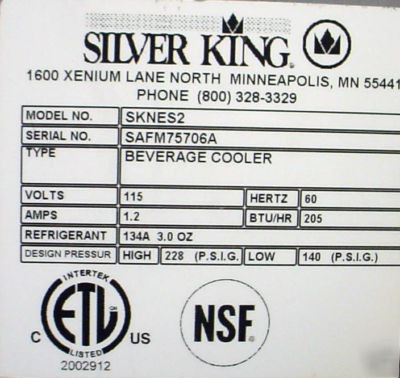 SILVER KING®
1600 XENIUM LANE NORTH MINNEAPOLIS, MN 55441
PHONE (800) 328-3329
MODEL NO. SKNES2
SERIAL NO. SAFM75706A
TYPE BEVERAGE COOLER
VOLTS 115 HERTZ 60
AMPS 1.2 BTU/HR 205
REFRIGERANT 134A 3.0 OZ
DESIGN PRESSURE HIGH 228 (P.S.I.G.) LOW 140 (P.S.I.G.)
INTERTEK
C ETL US
LISTED
2002912
NSF®